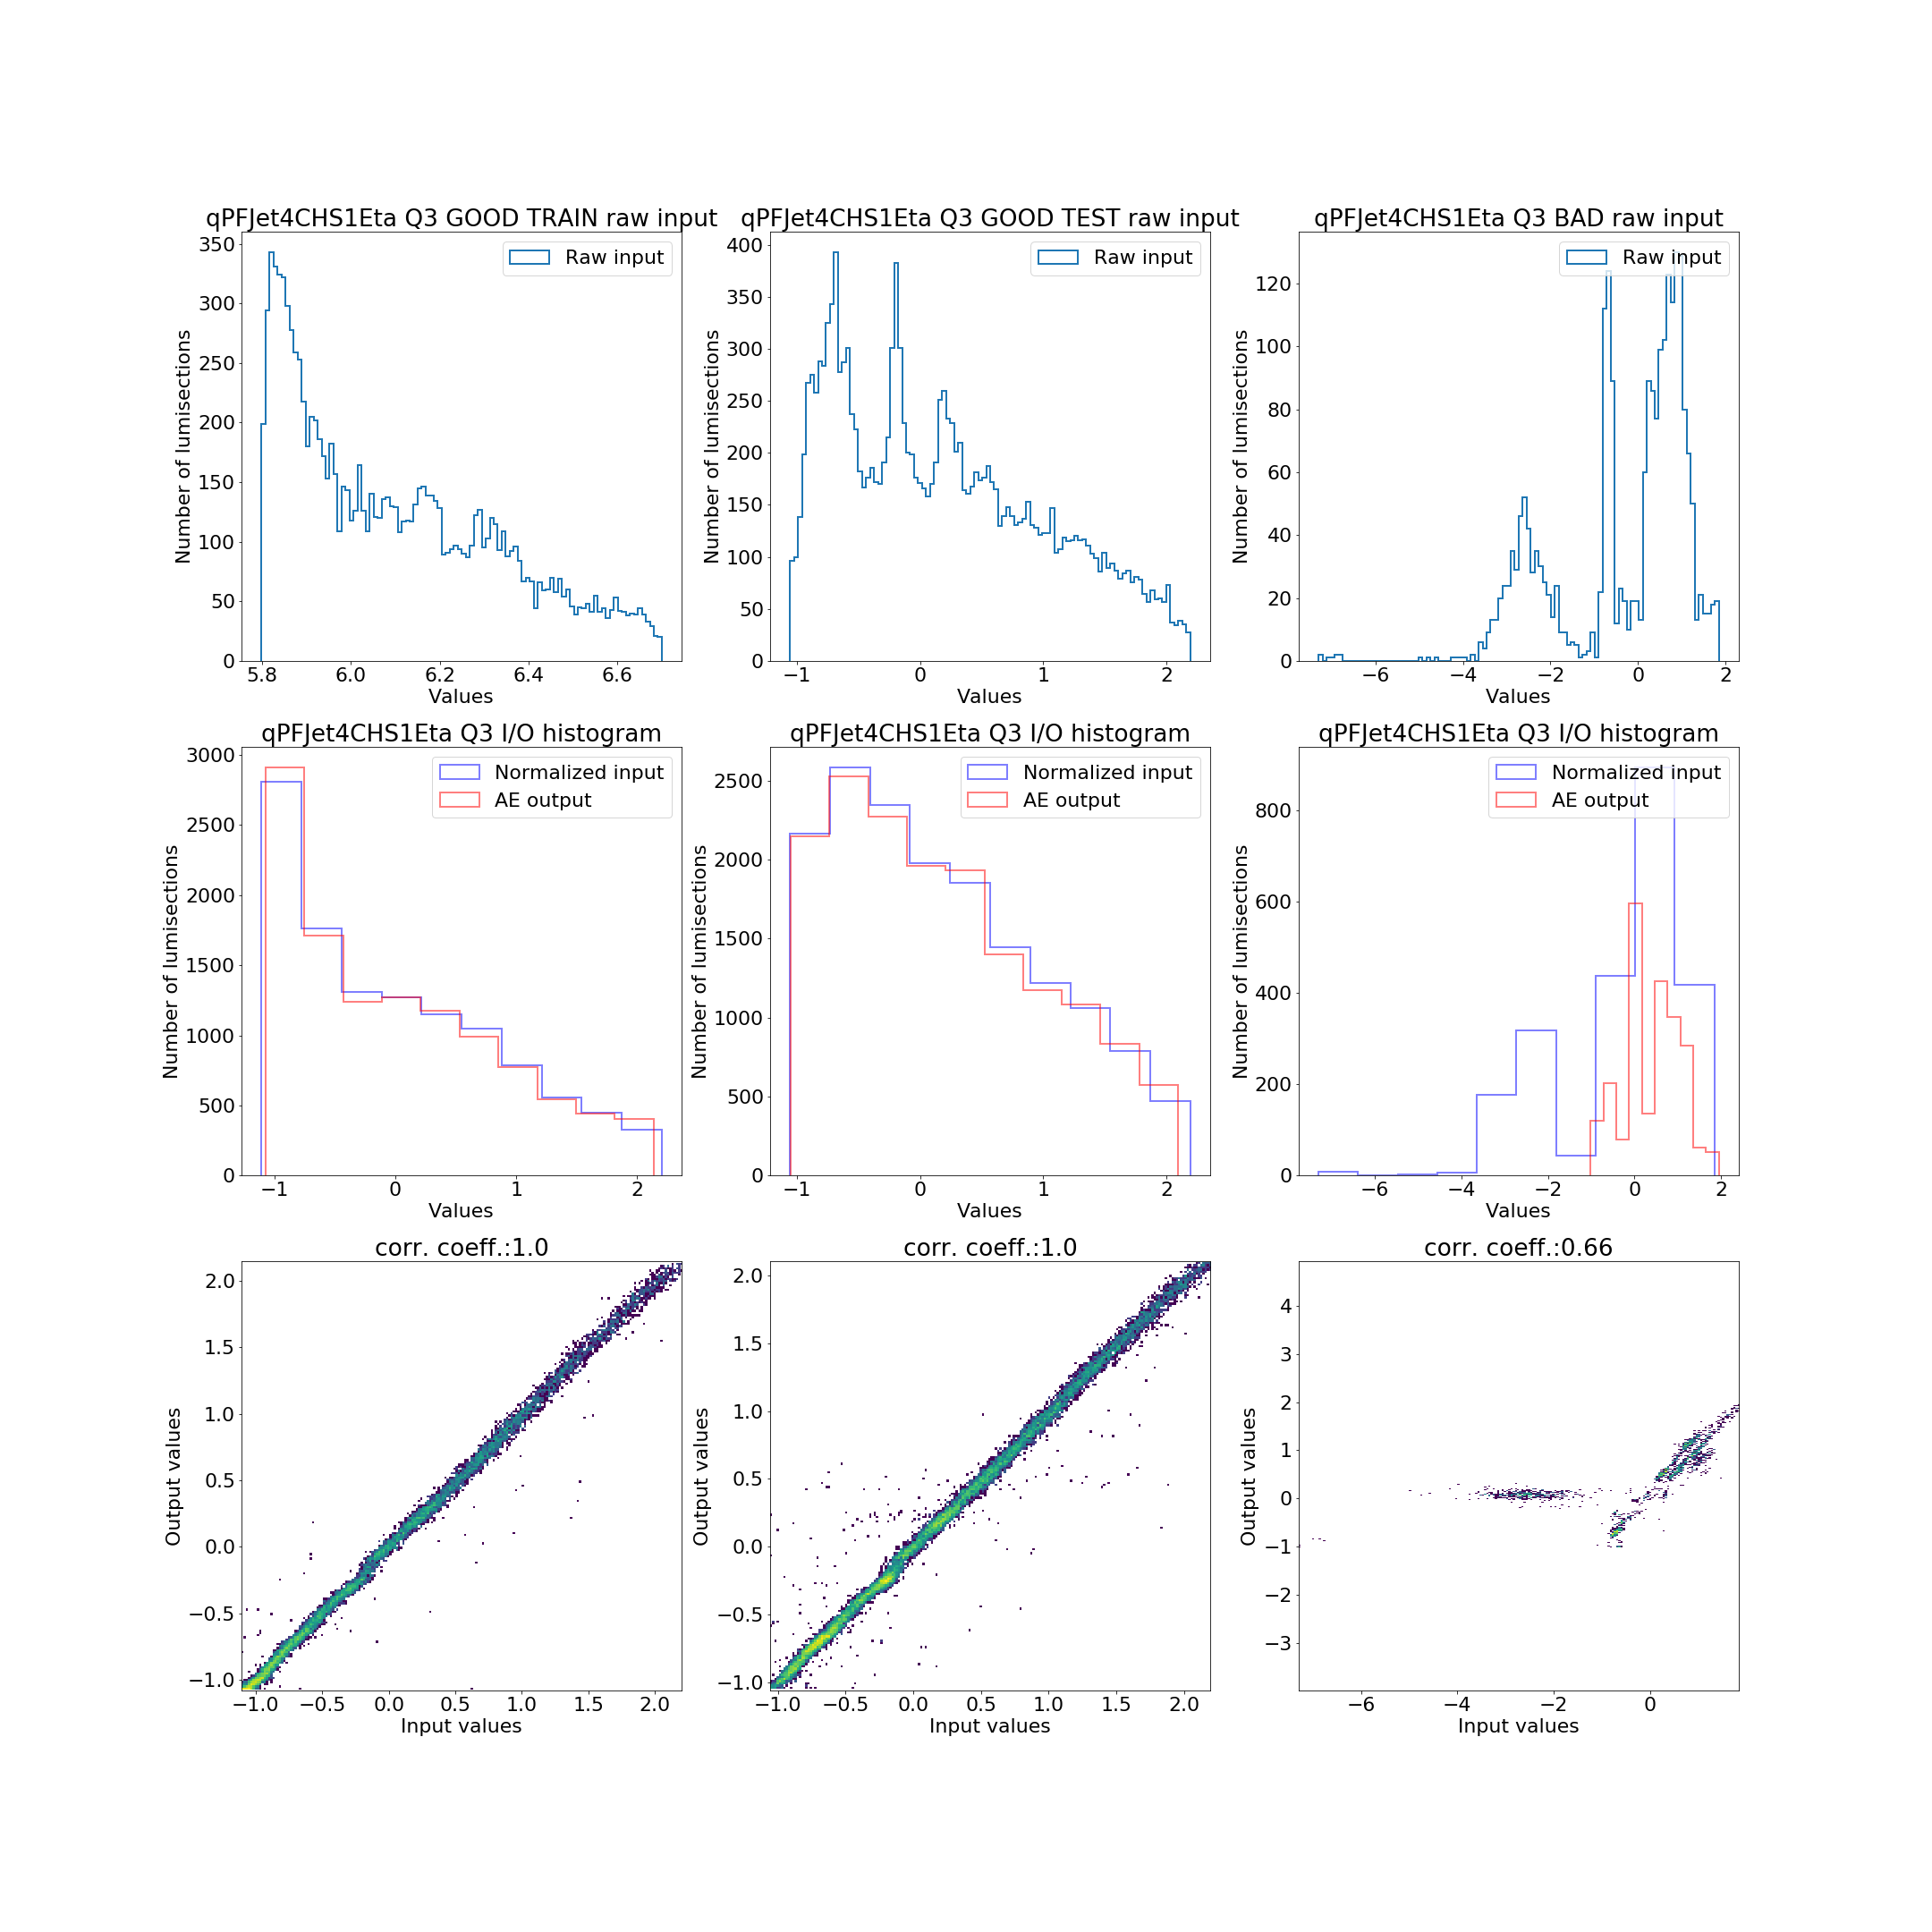 qPFJet4CHS1Eta Q3 GOOD TRAIN raw input
Number of lumisections
350
300
250
200
150
100
50
0
Raw input
5.8 6.0 6.2 6.4 6.6
Values
qPFJet4CHS1Eta Q3 GOOD TEST raw input
Number of lumisections
400
350
300
250
200
150
100
50
0
Raw input
−1 0 1 2
Values
qPFJet4CHS1Eta Q3 BAD raw input
Number of lumisections
120
100
80
60
40
20
0
Raw input
−6 −4 −2 0 2
Values
qPFJet4CHS1Eta Q3 I/O histogram
Number of lumisections
3000
2500
2000
1500
1000
500
0
Normalized input
AE output
−1 0 1 2
Values
qPFJet4CHS1Eta Q3 I/O histogram
Number of lumisections
2500
2000
1500
1000
500
0
Normalized input
AE output
−1 0 1 2
Values
qPFJet4CHS1Eta Q3 I/O histogram
Number of lumisections
800
600
400
200
0
Normalized input
AE output
−6 −4 −2 0 2
Values
corr. coeff.:1.0
Output values
2.0
1.5
1.0
0.5
0.0
−0.5
−1.0
−1.0 −0.5 0.0 0.5 1.0 1.5 2.0
Input values
corr. coeff.:1.0
Output values
2.0
1.5
1.0
0.5
0.0
−0.5
−1.0
−1.0 −0.5 0.0 0.5 1.0 1.5 2.0
Input values
corr. coeff.:0.66
Output values
4
3
2
1
0
−1
−2
−3
−6 −4 −2 0
Input values